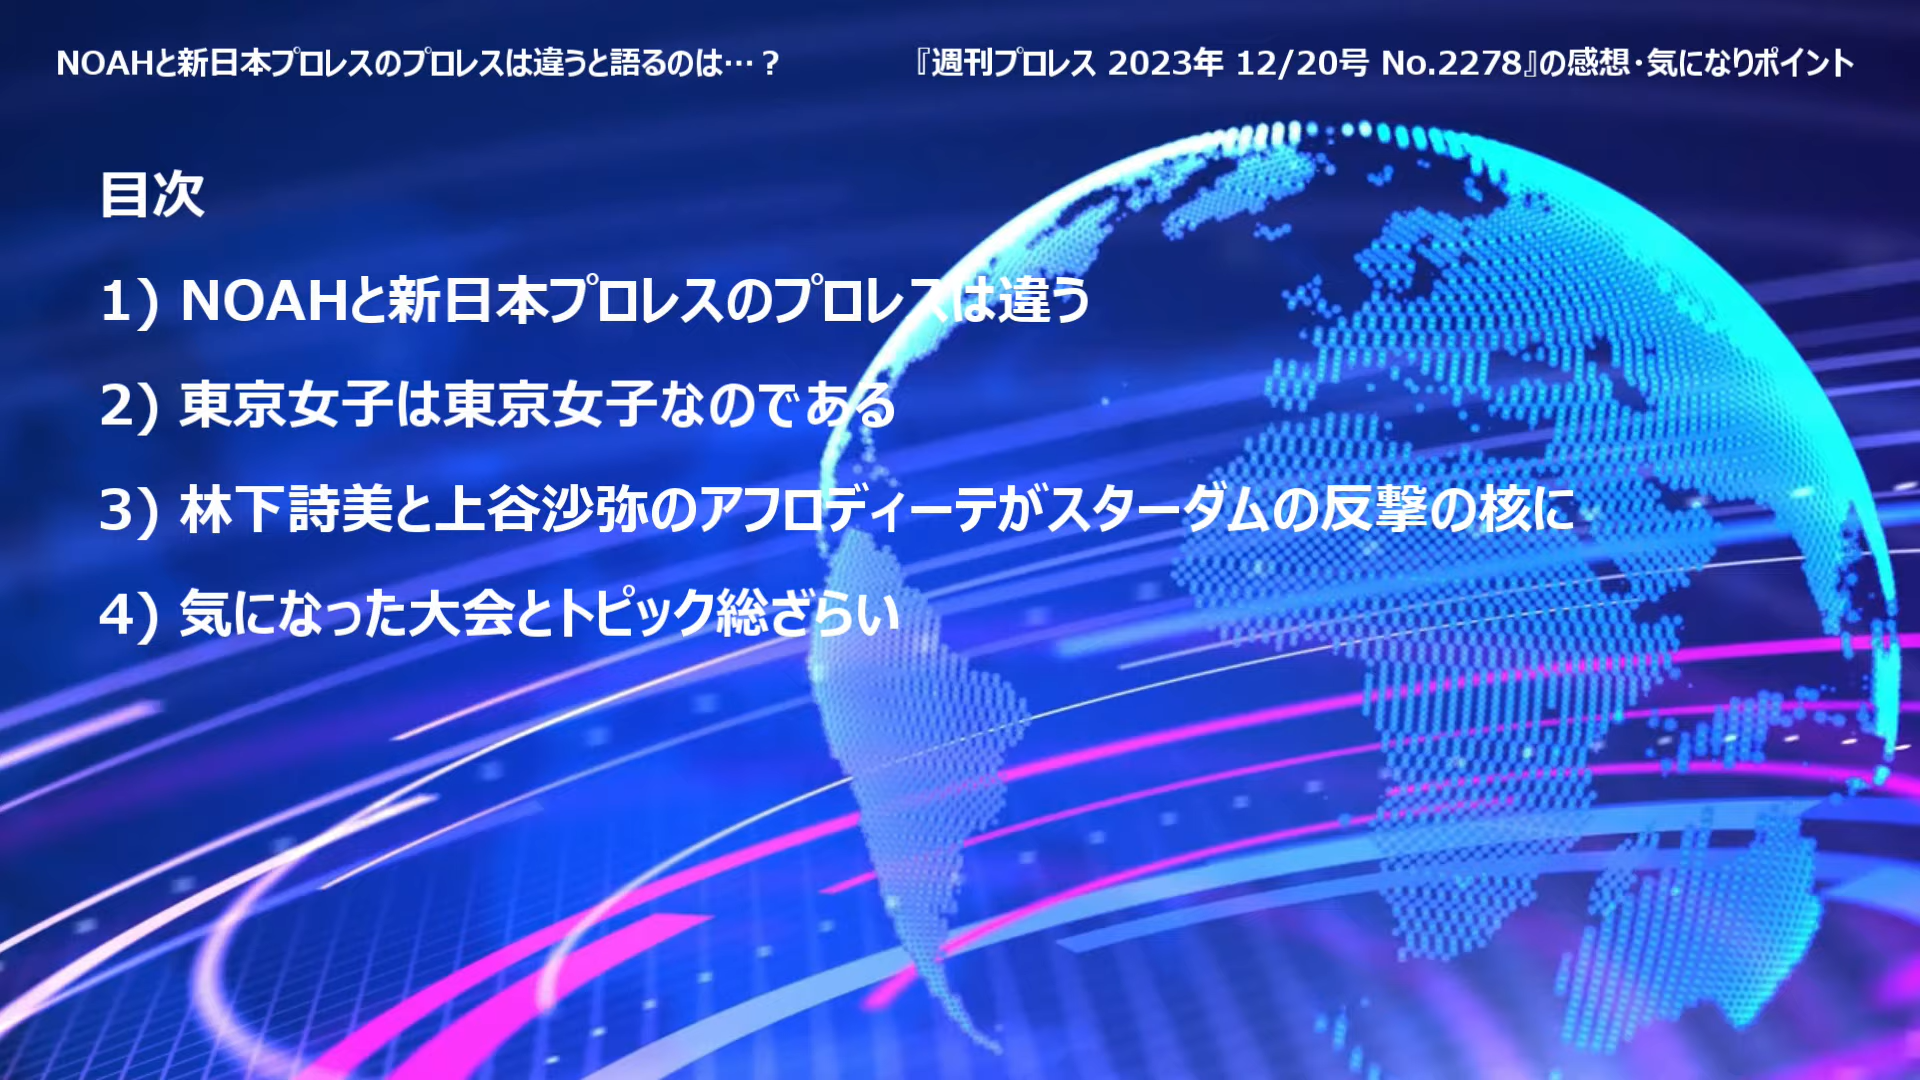 NOAHと新日本プロレスのプロレスは違うと語るのは…？
『週刊プロレス 2023年 12/20号 No.2278』の感想・気になりポイント
目次
1) NOAHと新日本プロレスのプロレスは違う
2) 東京女子は東京女子なのである
3) 林下詩美と上谷沙弥のアフロディーテがスターダムの反撃の核に
4) 気になった大会とトピック総ざらい